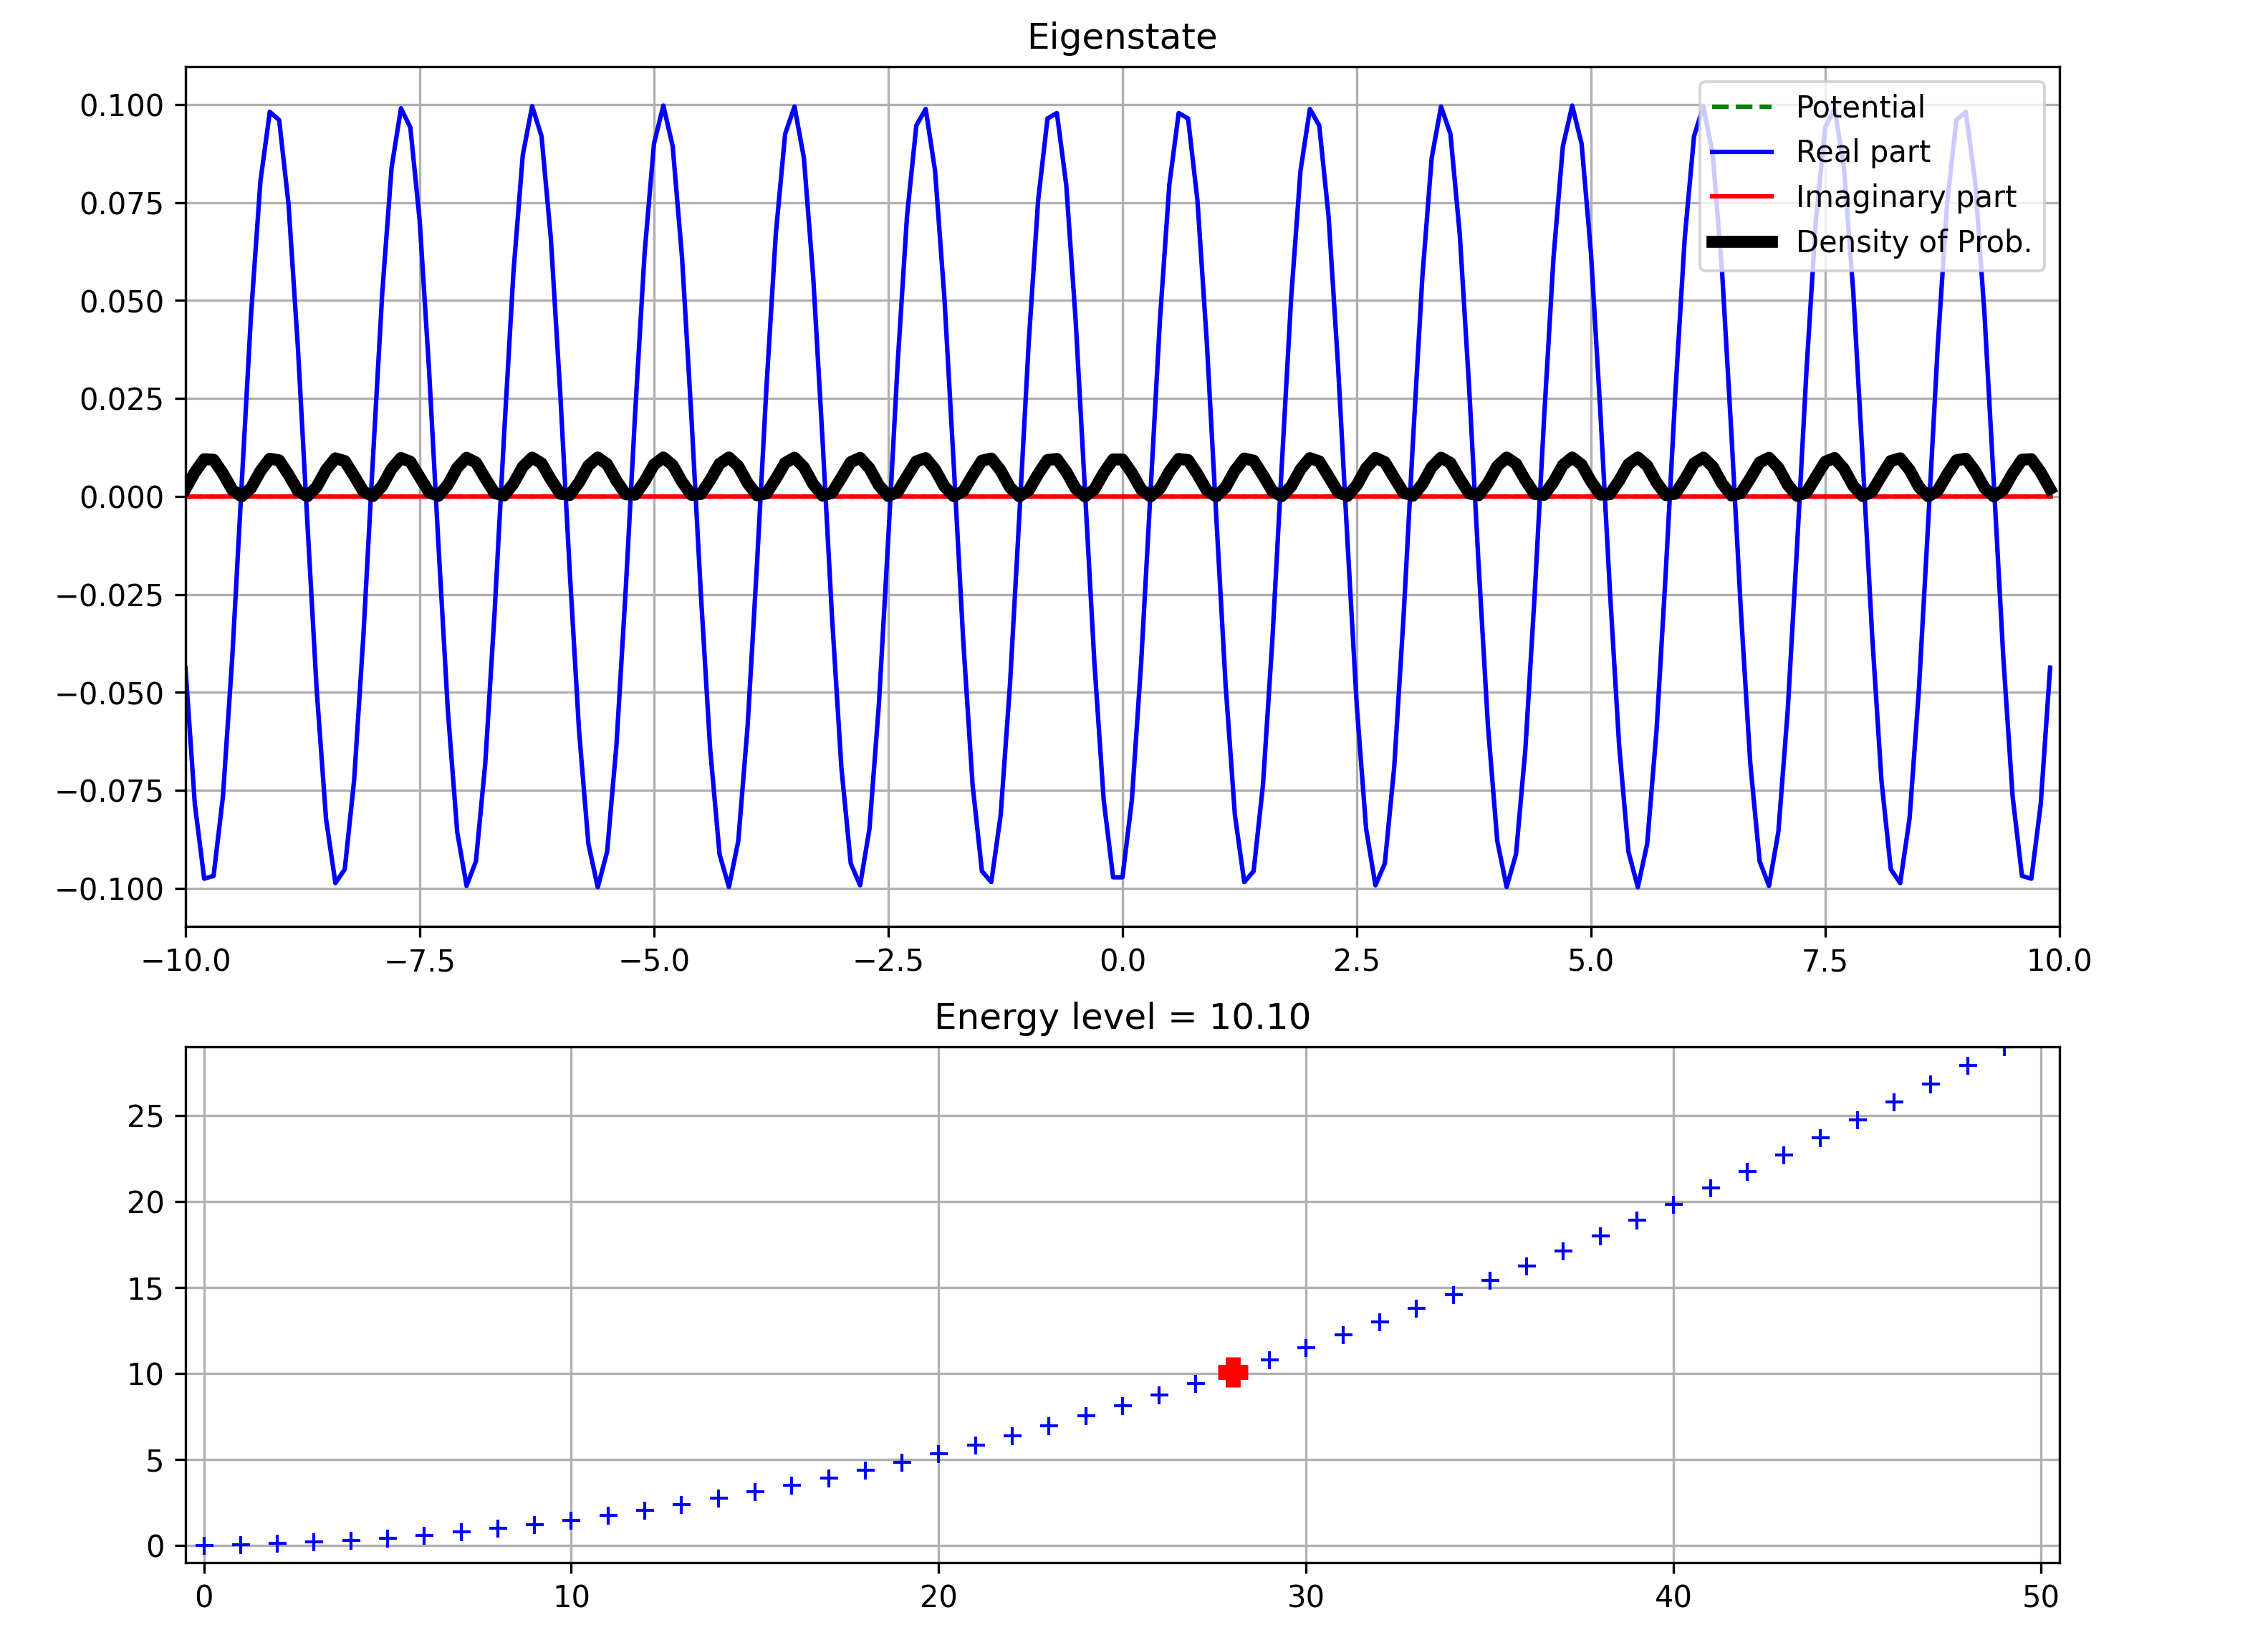 Eigenstate
0.100
0.075
0.050
0.025
0.000
−0.025
−0.050
−0.075
−0.100
Potential
Real part
Imaginary part
Density of Prob.
−10.0 −7.5 −5.0 −2.5 0.0 2.5 5.0 7.5 10.0
Energy level = 10.10
25
20
15
10
5
0
0 10 20 30 40 50